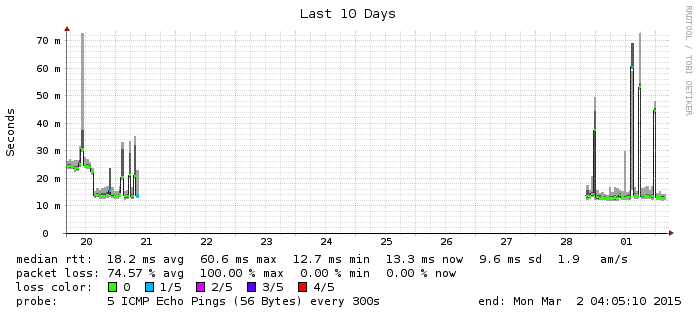 Last 10 Days
RRDTOOL / TOBI OETIKER
Seconds
70 m
60 m
50 m
40 m
30 m
20 m
10 m
0
20 21 22 23 24 25 26 27 28 01
median rtt: 18.2 ms avg 60.6 ms max 12.7 ms min 13.3 ms now 9.6 ms sd 1.9 am/s
packet loss: 74.57 % avg 100.00 % max 0.00 % min 0.00 % now
loss color: 0 1/5 2/5 3/5 4/5
probe: 5 ICMP Echo Pings (56 Bytes) every 300s end: Mon Mar 2 04:05:10 2015